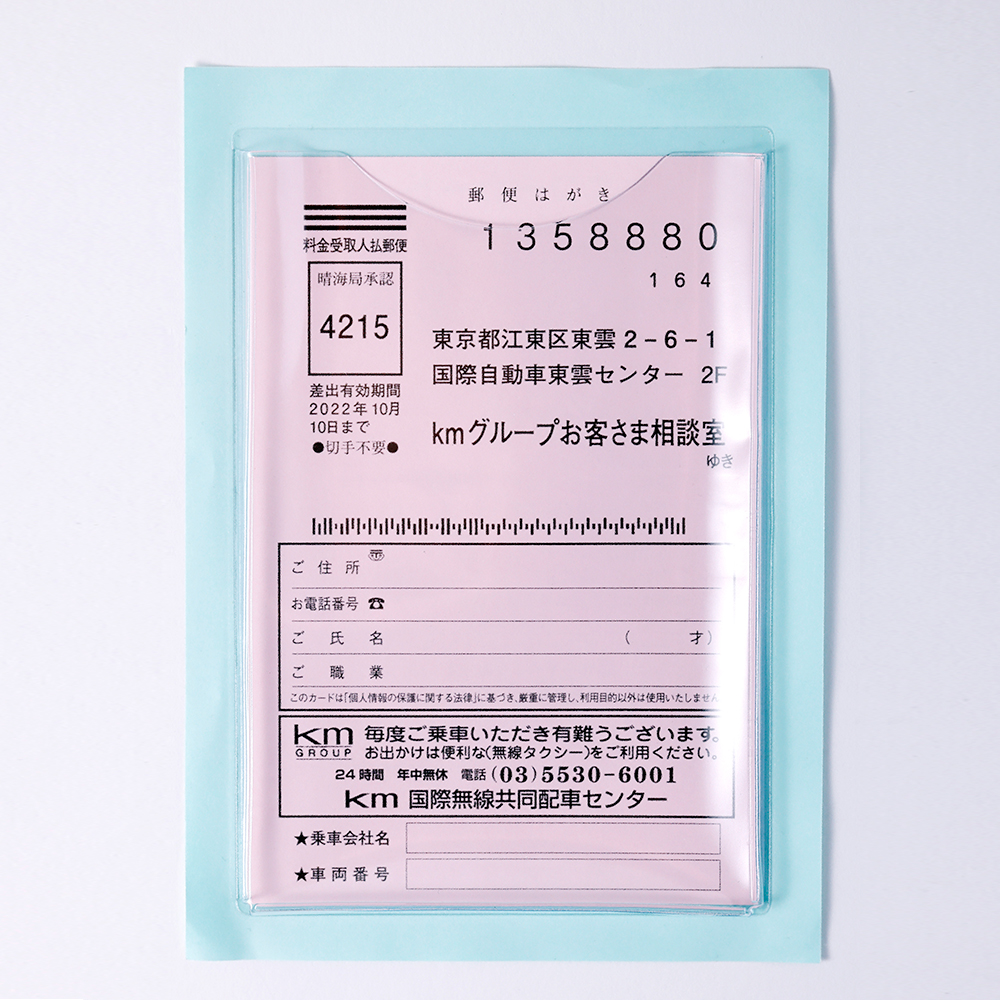 郵便はがき
1358880
164
料金受取人払郵便
晴海局承認
4215
差出有効期間
2022年10月
10日まで
●切手不要●
東京都江東区東雲2-6-1
国際自動車東雲センター 2F
kmグループお客さま相談室
ゆき
ご住所 〠
お電話番号 ☎
ご氏名 ( 才)
ご職業
このカードは「個人情報の保護に関する法律」に基づき、厳重に管理し、利用目的以外は使用いたしません
km GROUP
毎度ご乗車いただき有難うございます。
お出かけは便利な(無線タクシー)をご利用ください。
24時間 年中無休 電話(03)5530-6001
km 国際無線共同配車センター
★乗車会社名
★車両番号